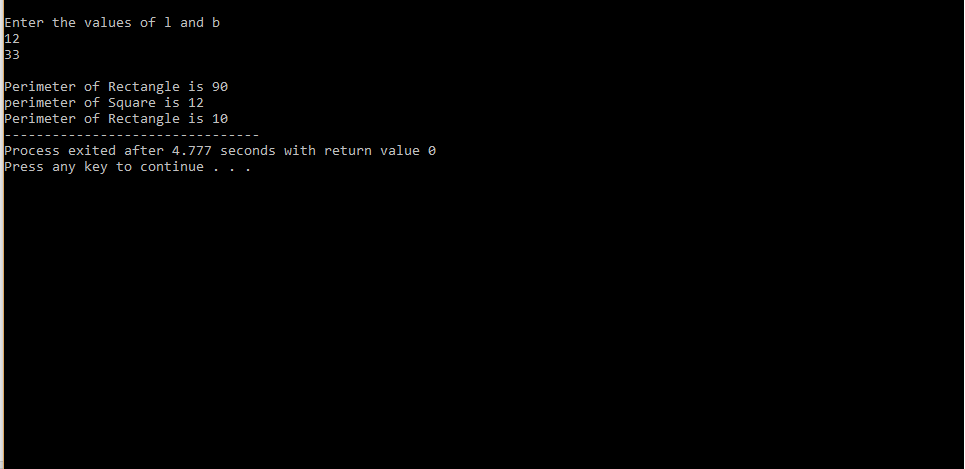 Enter the values of l and b
12
33
Perimeter of Rectangle is 90
perimeter of Square is 12
Perimeter of Rectangle is 10
--------------------------------
Process exited after 4.777 seconds with return value 0
Press any key to continue . . .